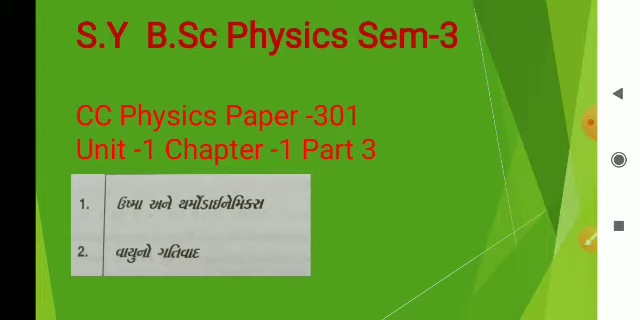 S.Y B.Sc Physics Sem-3
CC Physics Paper -301
Unit -1 Chapter -1 Part 3
1. ઉષ્મા અને થર્મોડાઈનેમિક્સ
2. વાયુનો ગતિવાદ